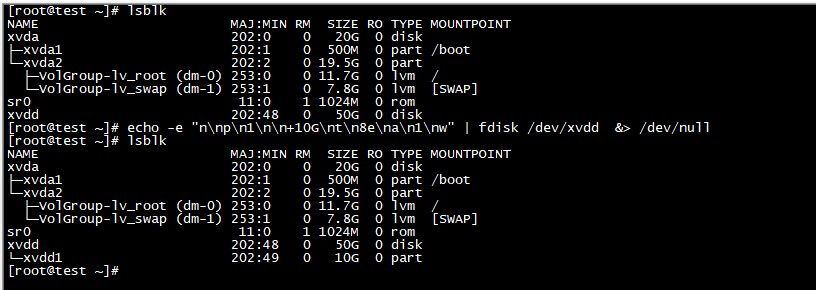 [root@test ~]# lsblk
NAME                        MAJ:MIN RM  SIZE RO TYPE MOUNTPOINT
xvda                        202:0    0   20G  0 disk
├─xvda1                     202:1    0  500M  0 part /boot
└─xvda2                     202:2    0 19.5G  0 part
  ├─VolGroup-lv_root (dm-0) 253:0    0 11.7G  0 lvm  /
  └─VolGroup-lv_swap (dm-1) 253:1    0  7.8G  0 lvm  [SWAP]
sr0                          11:0    1 1024M  0 rom
xvdd                        202:48   0   50G  0 disk
[root@test ~]# echo -e "n\np\n1\n\n+10G\nt\n8e\na\n1\nw" | fdisk /dev/xvdd  &> /dev/null
[root@test ~]# lsblk
NAME                        MAJ:MIN RM  SIZE RO TYPE MOUNTPOINT
xvda                        202:0    0   20G  0 disk
├─xvda1                     202:1    0  500M  0 part /boot
└─xvda2                     202:2    0 19.5G  0 part
  ├─VolGroup-lv_root (dm-0) 253:0    0 11.7G  0 lvm  /
  └─VolGroup-lv_swap (dm-1) 253:1    0  7.8G  0 lvm  [SWAP]
sr0                          11:0    1 1024M  0 rom
xvdd                        202:48   0   50G  0 disk
└─xvdd1                     202:49   0   10G  0 part
[root@test ~]#